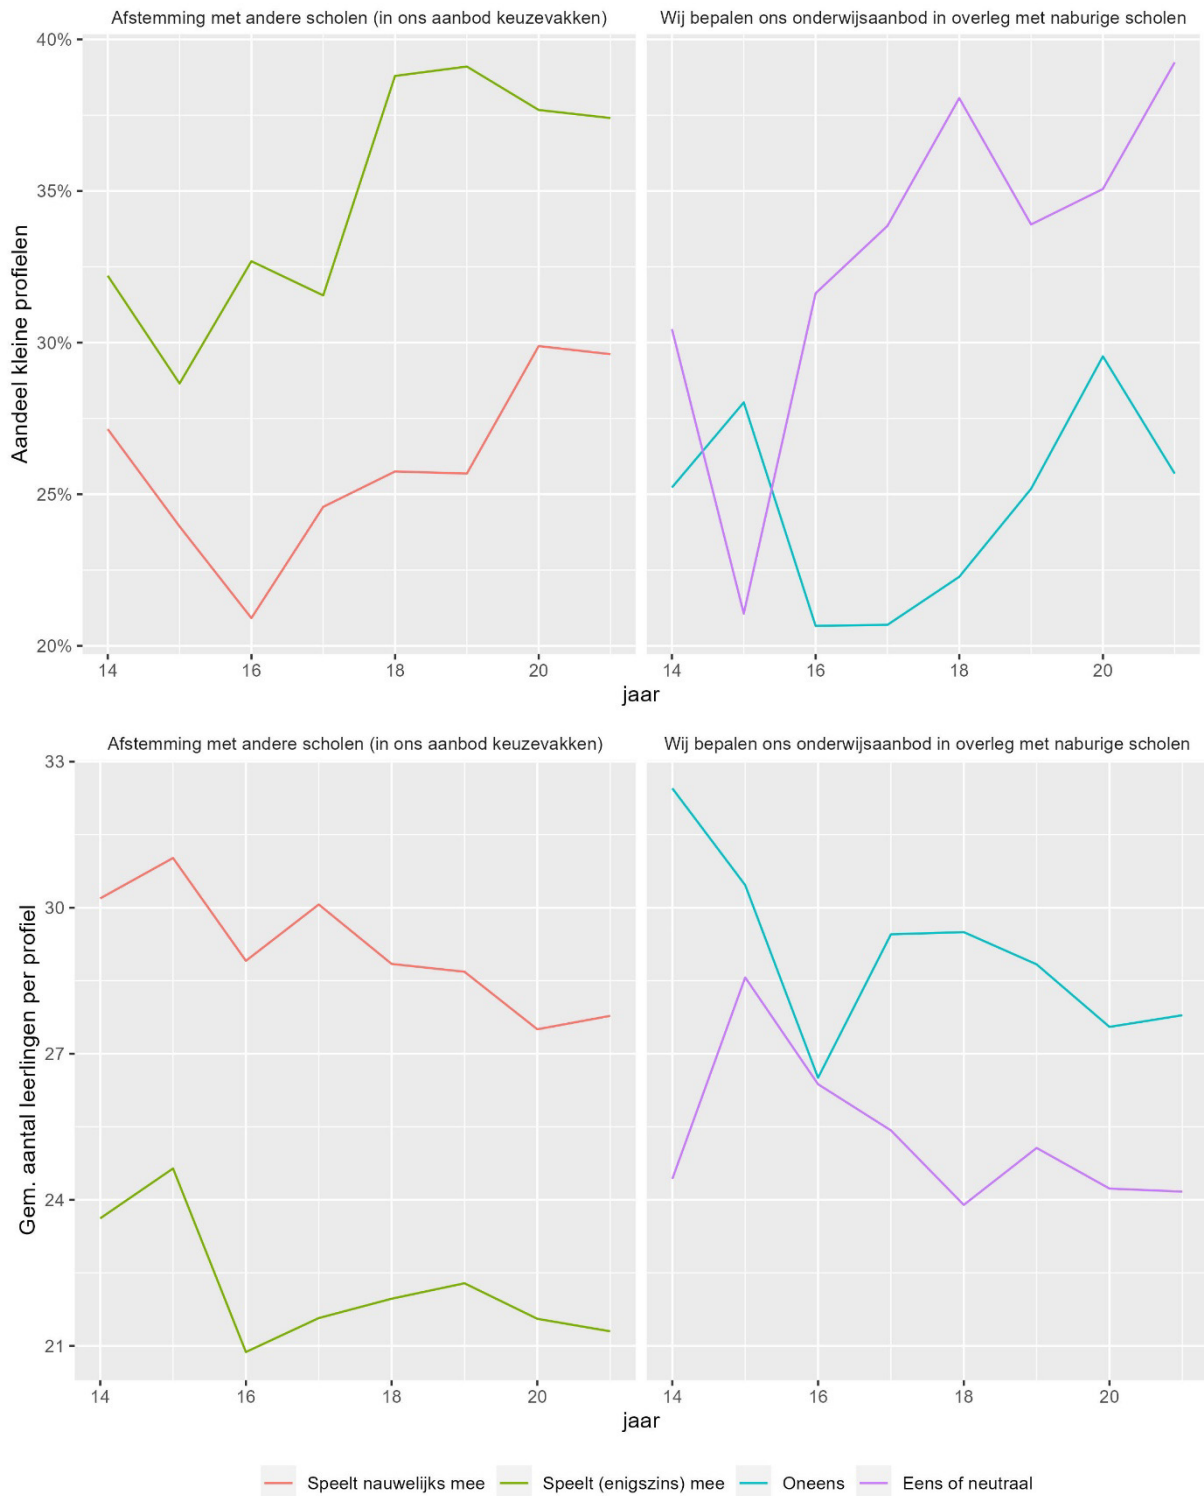 Afstemming met andere scholen (in ons aanbod keuzevakken)
Wij bepalen ons onderwijsaanbod in overleg met naburige scholen
Aandeel kleine profielen
40%
35%
30%
25%
20%
14 16 18 20
14 16 18 20
jaar
Afstemming met andere scholen (in ons aanbod keuzevakken)
Wij bepalen ons onderwijsaanbod in overleg met naburige scholen
Gem. aantal leerlingen per profiel
33
30
27
24
21
14 16 18 20
14 16 18 20
jaar
Speelt nauwelijks mee Speelt (enigszins) mee Oneens Eens of neutraal